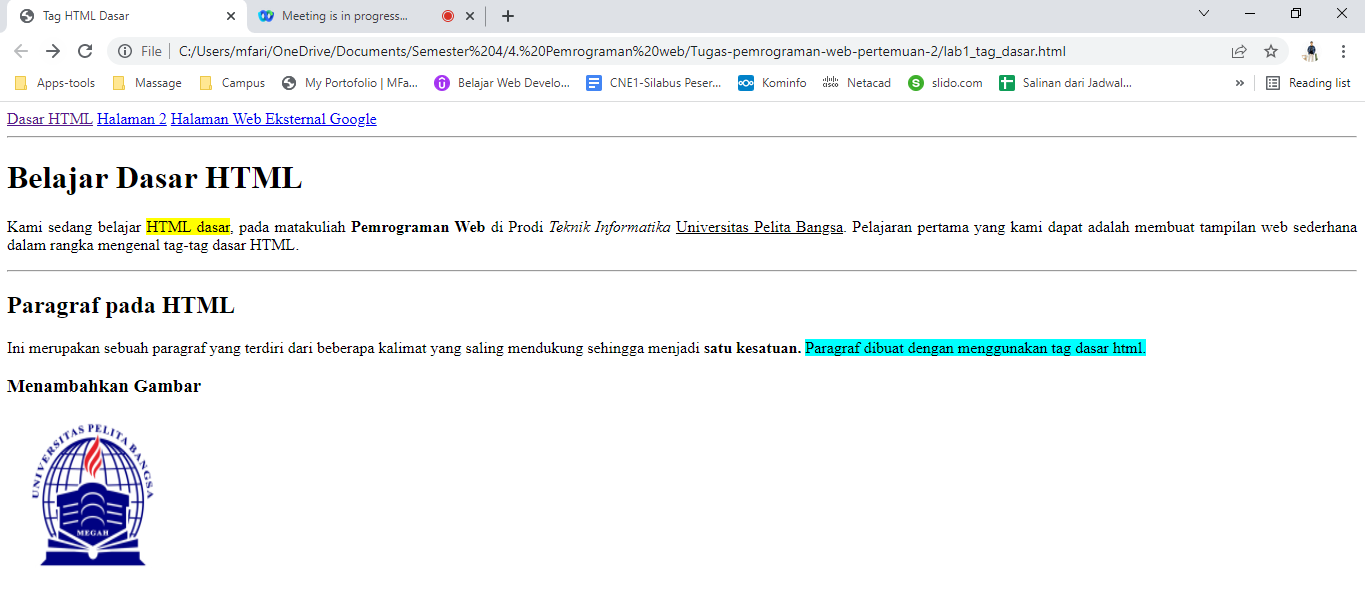 Tag HTML Dasar
Meeting is in progress...
File
C:/Users/mfari/OneDrive/Documents/Semester%204/4.%20Pemrograman%20web/Tugas-pemrograman-web-pertemuan-2/lab1_tag_dasar.html
Apps-tools Massage Campus My Portofolio | MFa... Belajar Web Develo... CNE1-Silabus Peser... Kominfo Netacad slido.com Salinan dari Jadwal... » Reading list
Dasar HTML Halaman 2 Halaman Web Eksternal Google
Belajar Dasar HTML
Kami sedang belajar HTML dasar, pada matakuliah Pemrograman Web di Prodi Teknik Informatika Universitas Pelita Bangsa. Pelajaran pertama yang kami dapat adalah membuat tampilan web sederhana
dalam rangka mengenal tag-tag dasar HTML.
Paragraf pada HTML
Ini merupakan sebuah paragraf yang terdiri dari beberapa kalimat yang saling mendukung sehingga menjadi satu kesatuan. Paragraf dibuat dengan menggunakan tag dasar html.
Menambahkan Gambar
UNIVERSITAS PELITA BANGSA
MEGAH